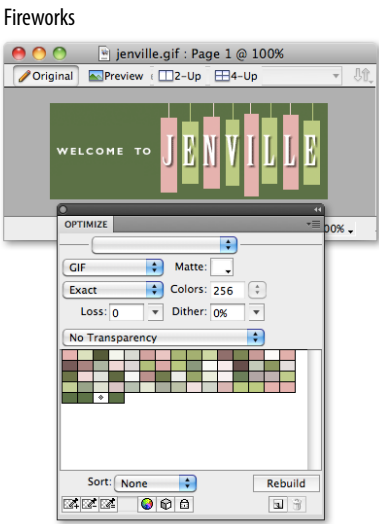 Fireworks
jenville.gif : Page 1 @ 100%
Original Preview 2-Up 4-Up
WELCOME TO JENVILLE
00%
OPTIMIZE
GIF Matte:
Exact Colors: 256
Loss: 0 Dither: 0%
No Transparency
Sort: None Rebuild